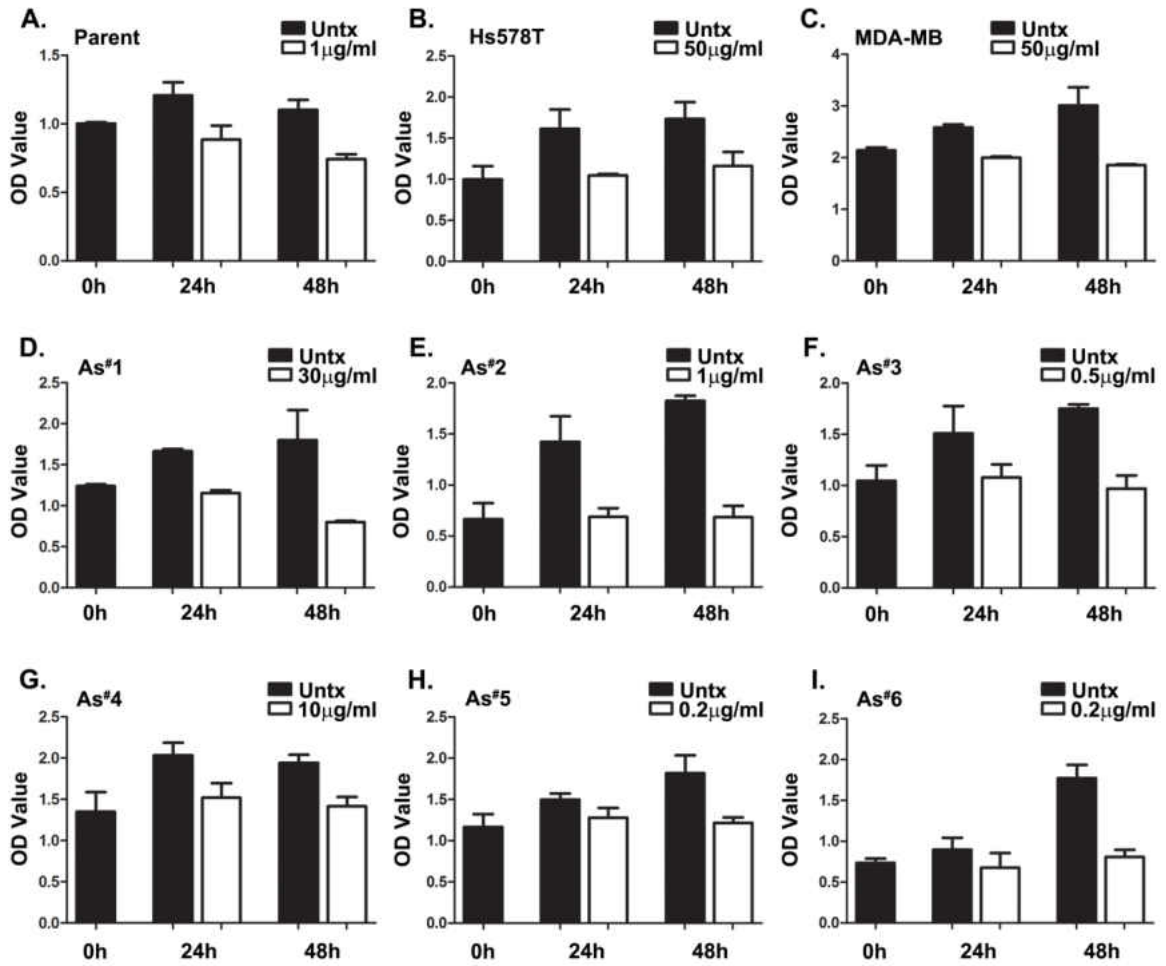 A.
Parent
Untx
1µg/ml
OD Value
1.5
1.0
0.5
0.0
0h
24h
48h
B.
Hs578T
Untx
50µg/ml
OD Value
2.5
2.0
1.5
1.0
0.5
0.0
0h
24h
48h
C.
MDA-MB
Untx
50µg/ml
OD Value
4
3
2
1
0
0h
24h
48h
D.
As#1
Untx
30µg/ml
OD Value
2.5
2.0
1.5
1.0
0.5
0.0
0h
24h
48h
E.
As#2
Untx
1µg/ml
OD Value
2.0
1.5
1.0
0.5
0.0
0h
24h
48h
F.
As#3
Untx
0.5µg/ml
OD Value
2.0
1.5
1.0
0.5
0.0
0h
24h
48h
G.
As#4
Untx
10µg/ml
OD Value
2.5
2.0
1.5
1.0
0.5
0.0
0h
24h
48h
H.
As#5
Untx
0.2µg/ml
OD Value
2.5
2.0
1.5
1.0
0.5
0.0
0h
24h
48h
I.
As#6
Untx
0.2µg/ml
OD Value
2.5
2.0
1.5
1.0
0.5
0.0
0h
24h
48h